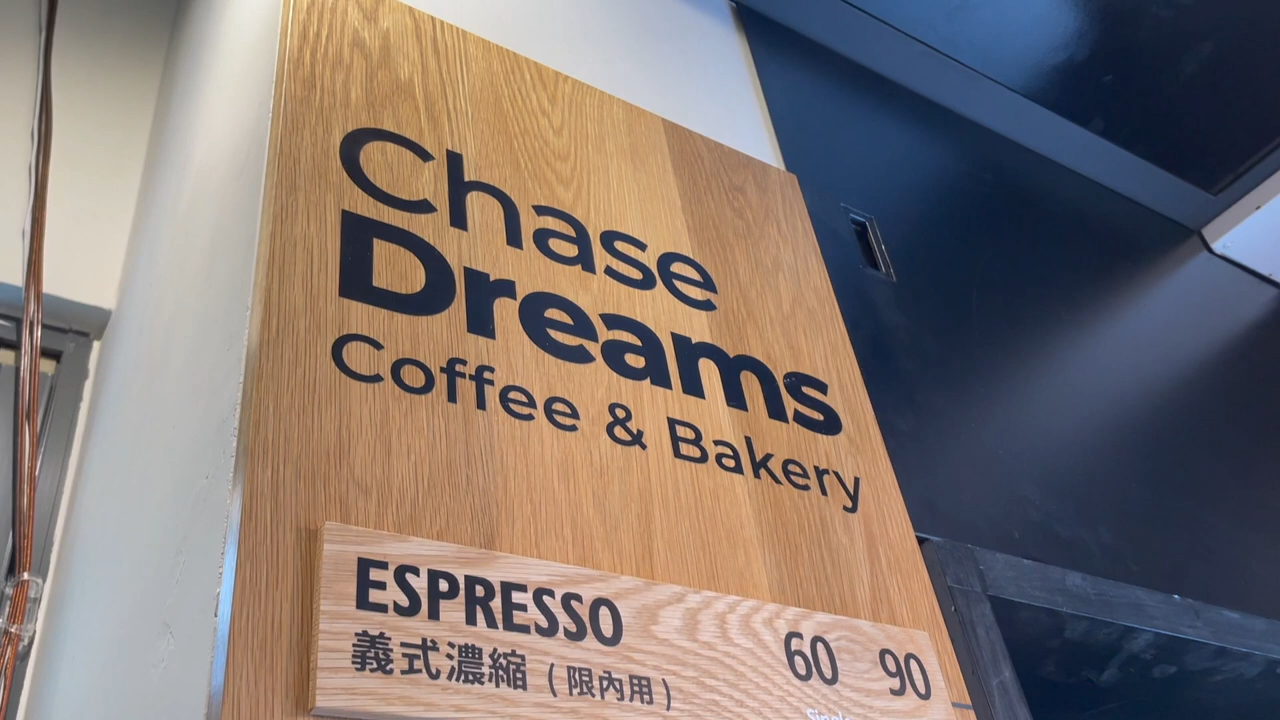 Chase
Dreams
Coffee & Bakery
ESPRESSO 60 90
義式濃縮 (限內用)